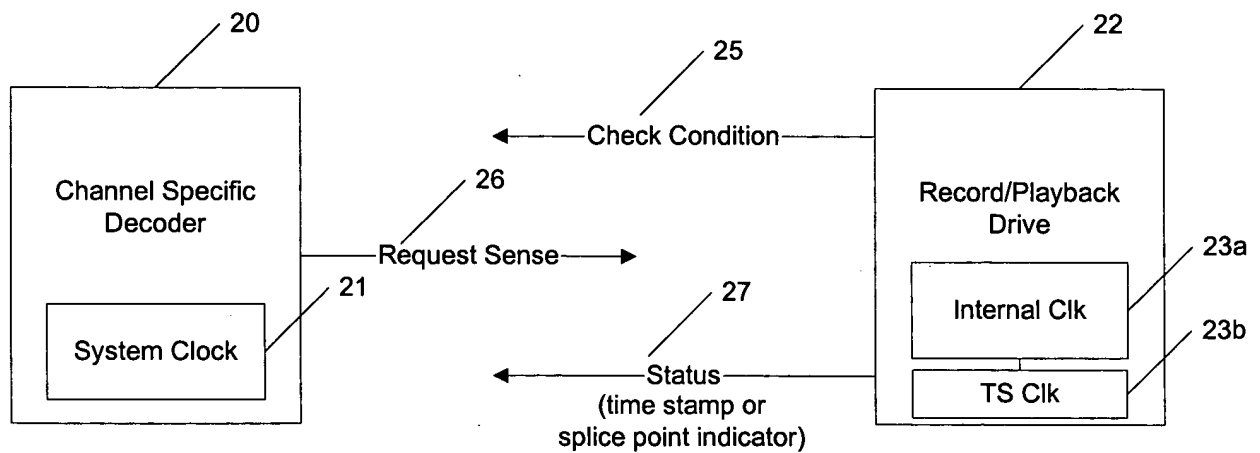 20
25
22
Check Condition
Channel Specific
Decoder
26
Record/Playback
Drive
Request Sense
23a
21
27
Internal Clk
System Clock
23b
Status
TS Clk
(time stamp or
splice point indicator)